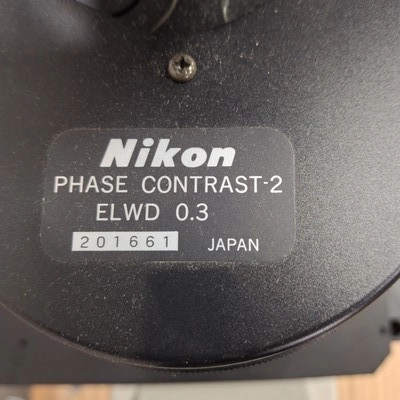 Nikon
PHASE CONTRAST-2
ELWD 0.3
201661 JAPAN